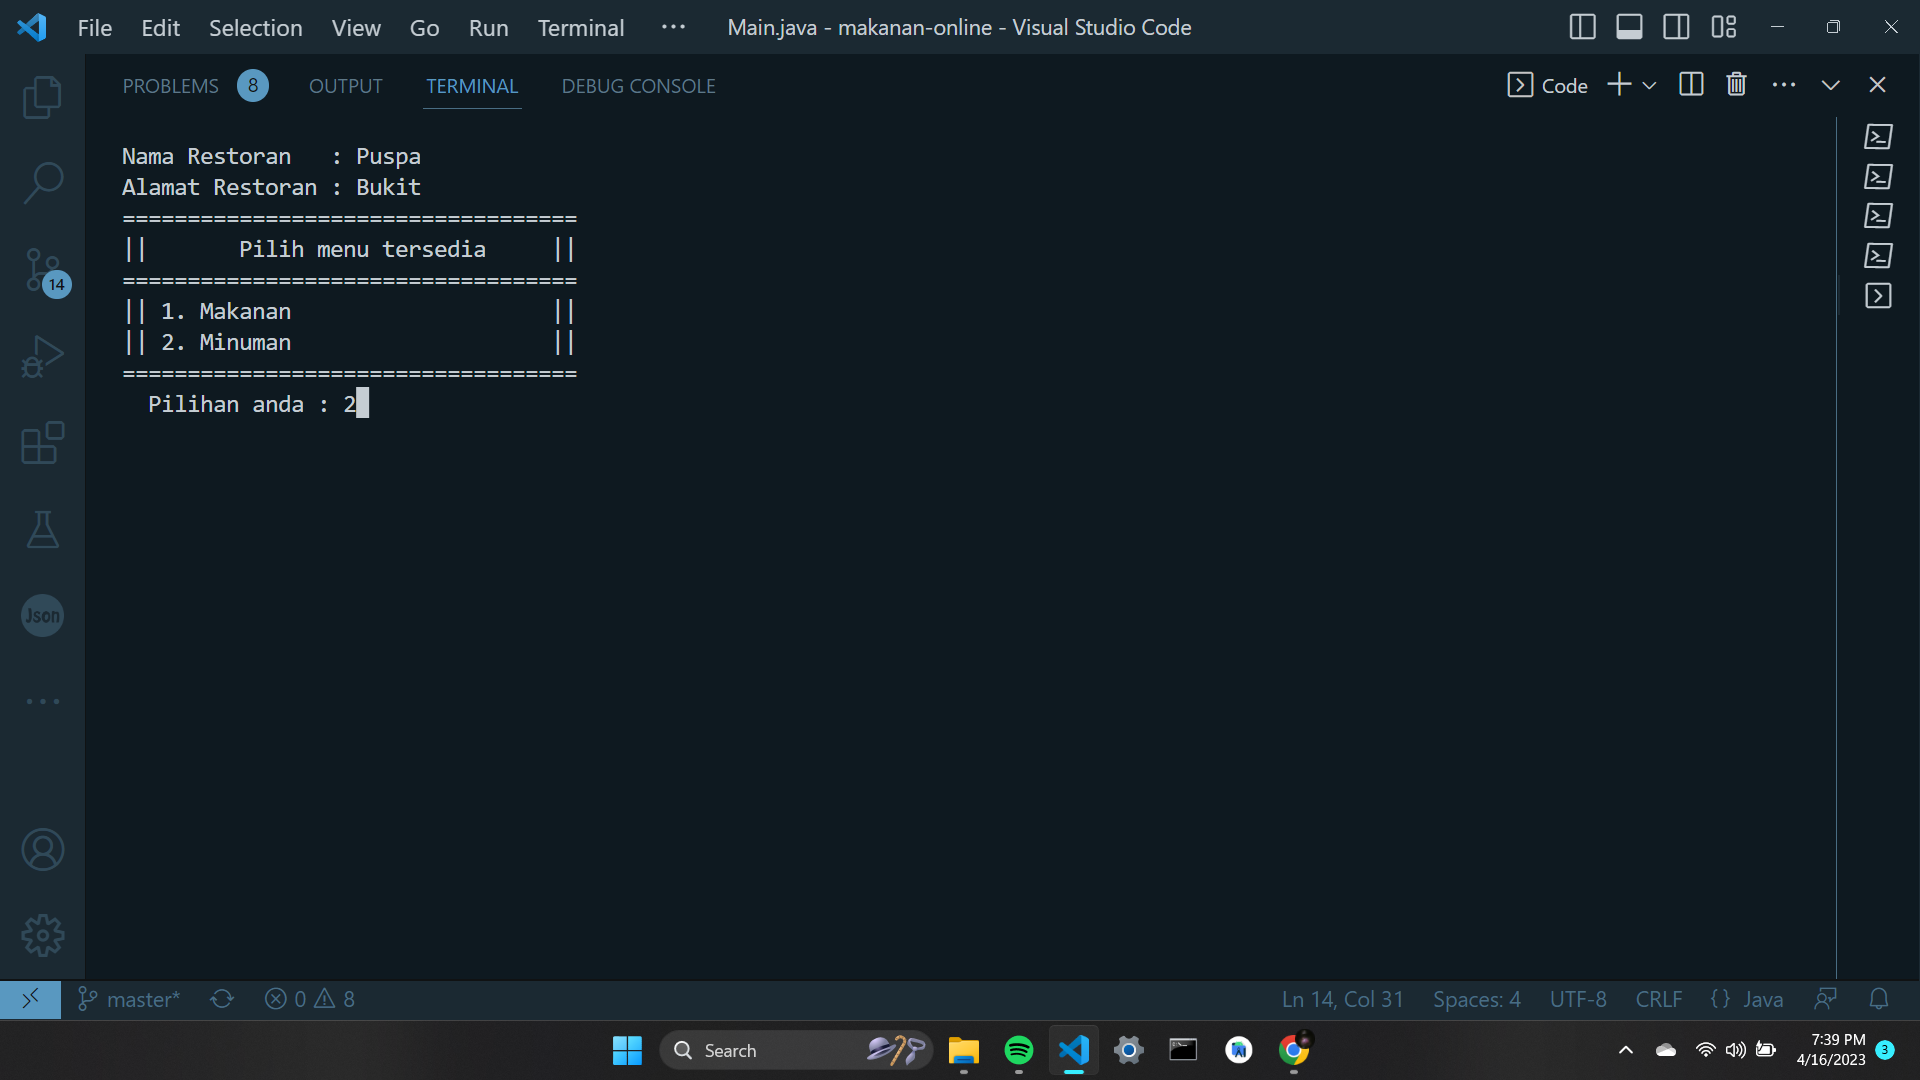 File Edit Selection View Go Run Terminal ··· Main.java - makanan-online - Visual Studio Code
PROBLEMS 8 OUTPUT TERMINAL DEBUG CONSOLE Code
Nama Restoran   : Puspa
Alamat Restoran : Bukit
===================================
||       Pilih menu tersedia     ||
===================================
|| 1. Makanan                    ||
|| 2. Minuman                    ||
===================================
  Pilihan anda : 2
14
Json
master* 0 8 Ln 14, Col 31 Spaces: 4 UTF-8 CRLF {} Java
Search
7:39 PM
4/16/2023 3